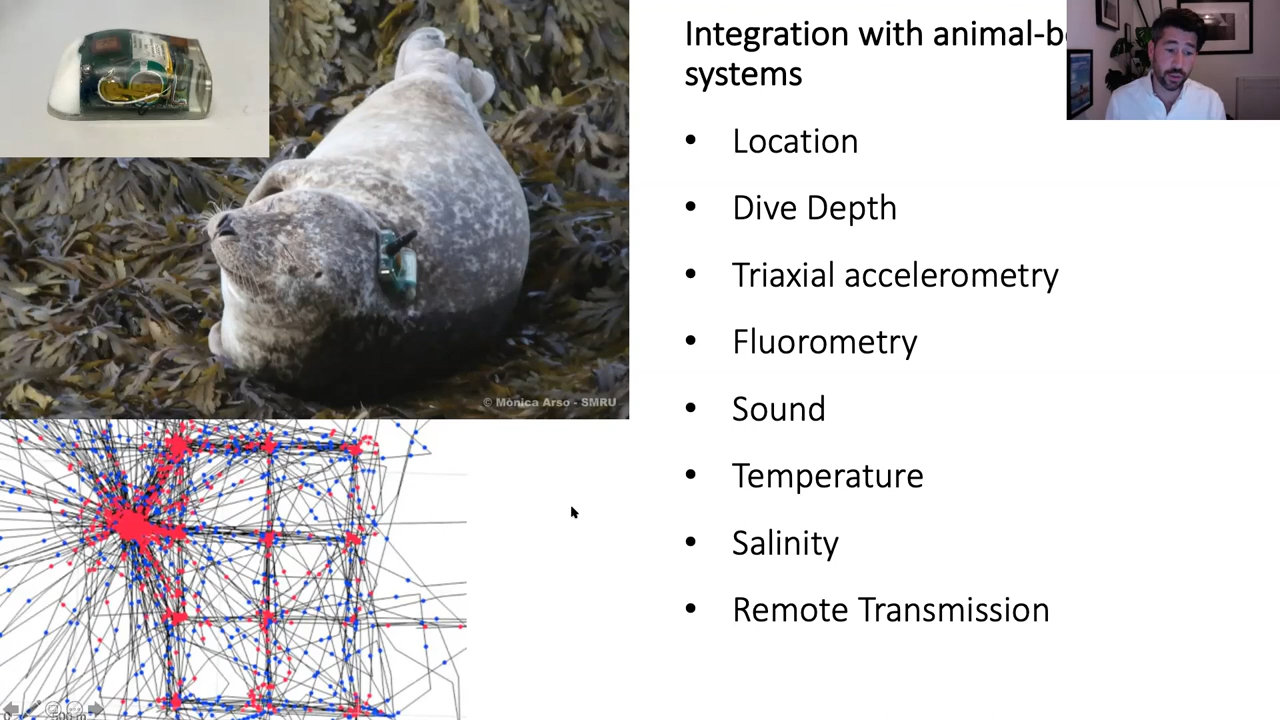 Integration with animal-b
systems
• Location
• Dive Depth
• Triaxial accelerometry
• Fluorometry
• Sound
• Temperature
• Salinity
• Remote Transmission
© Mònica Arso - SMRU